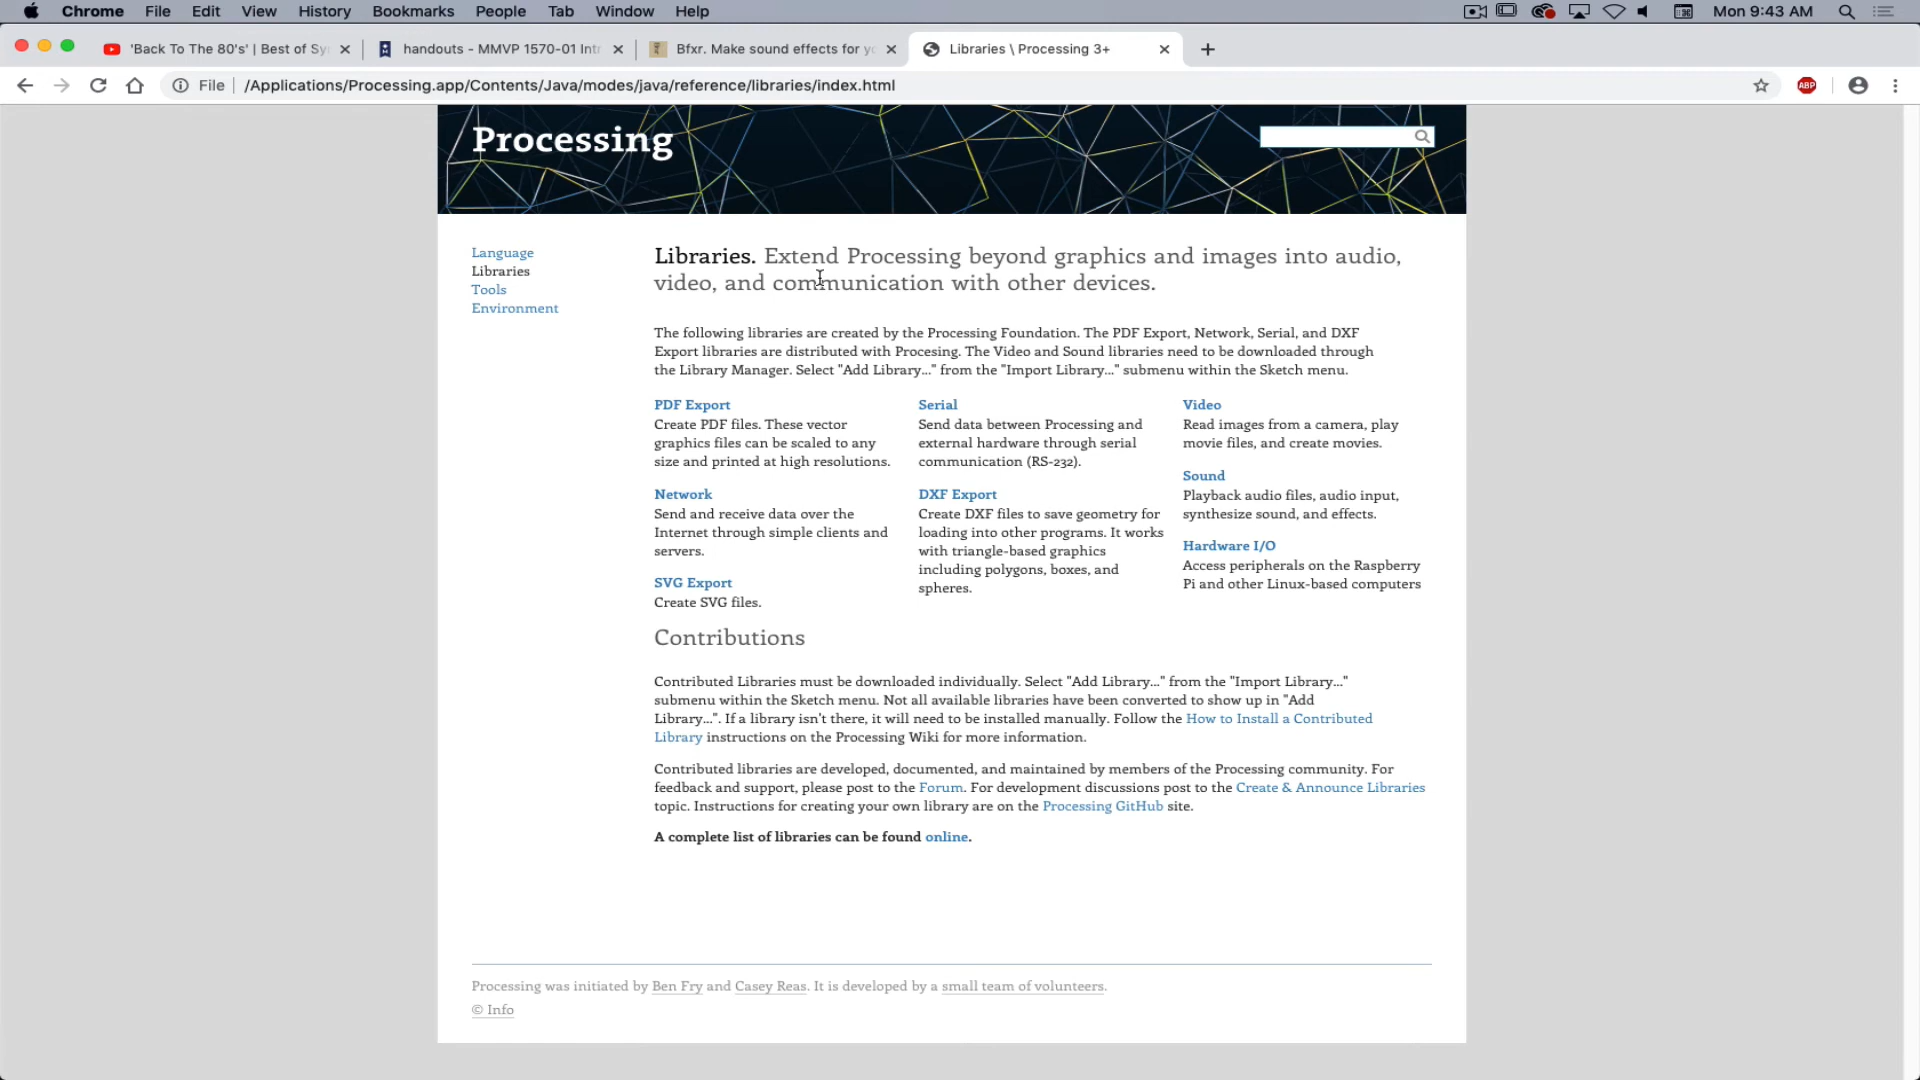 Chrome File Edit View History Bookmarks People Tab Window Help Mon 9:43 AM
'Back To The 80's' | Best of Sy
handouts - MMVP 1570-01 Intr
Bfxr. Make sound effects for yo
Libraries \ Processing 3+
File /Applications/Processing.app/Contents/Java/modes/java/reference/libraries/index.html
ABP
Processing
Language
Libraries
Tools
Environment
Libraries. Extend Processing beyond graphics and images into audio,
video, and communication with other devices.
The following libraries are created by the Processing Foundation. The PDF Export, Network, Serial, and DXF
Export libraries are distributed with Procesing. The Video and Sound libraries need to be downloaded through
the Library Manager. Select "Add Library..." from the "Import Library..." submenu within the Sketch menu.
PDF Export
Create PDF files. These vector
graphics files can be scaled to any
size and printed at high resolutions.
Network
Send and receive data over the
Internet through simple clients and
servers.
SVG Export
Create SVG files.
Serial
Send data between Processing and
external hardware through serial
communication (RS-232).
DXF Export
Create DXF files to save geometry for
loading into other programs. It works
with triangle-based graphics
including polygons, boxes, and
spheres.
Video
Read images from a camera, play
movie files, and create movies.
Sound
Playback audio files, audio input,
synthesize sound, and effects.
Hardware I/O
Access peripherals on the Raspberry
Pi and other Linux-based computers
Contributions
Contributed Libraries must be downloaded individually. Select "Add Library..." from the "Import Library..."
submenu within the Sketch menu. Not all available libraries have been converted to show up in "Add
Library...". If a library isn't there, it will need to be installed manually. Follow the How to Install a Contributed
Library instructions on the Processing Wiki for more information.
Contributed libraries are developed, documented, and maintained by members of the Processing community. For
feedback and support, please post to the Forum. For development discussions post to the Create & Announce Libraries
topic. Instructions for creating your own library are on the Processing GitHub site.
A complete list of libraries can be found online.
Processing was initiated by Ben Fry and Casey Reas. It is developed by a small team of volunteers.
© Info